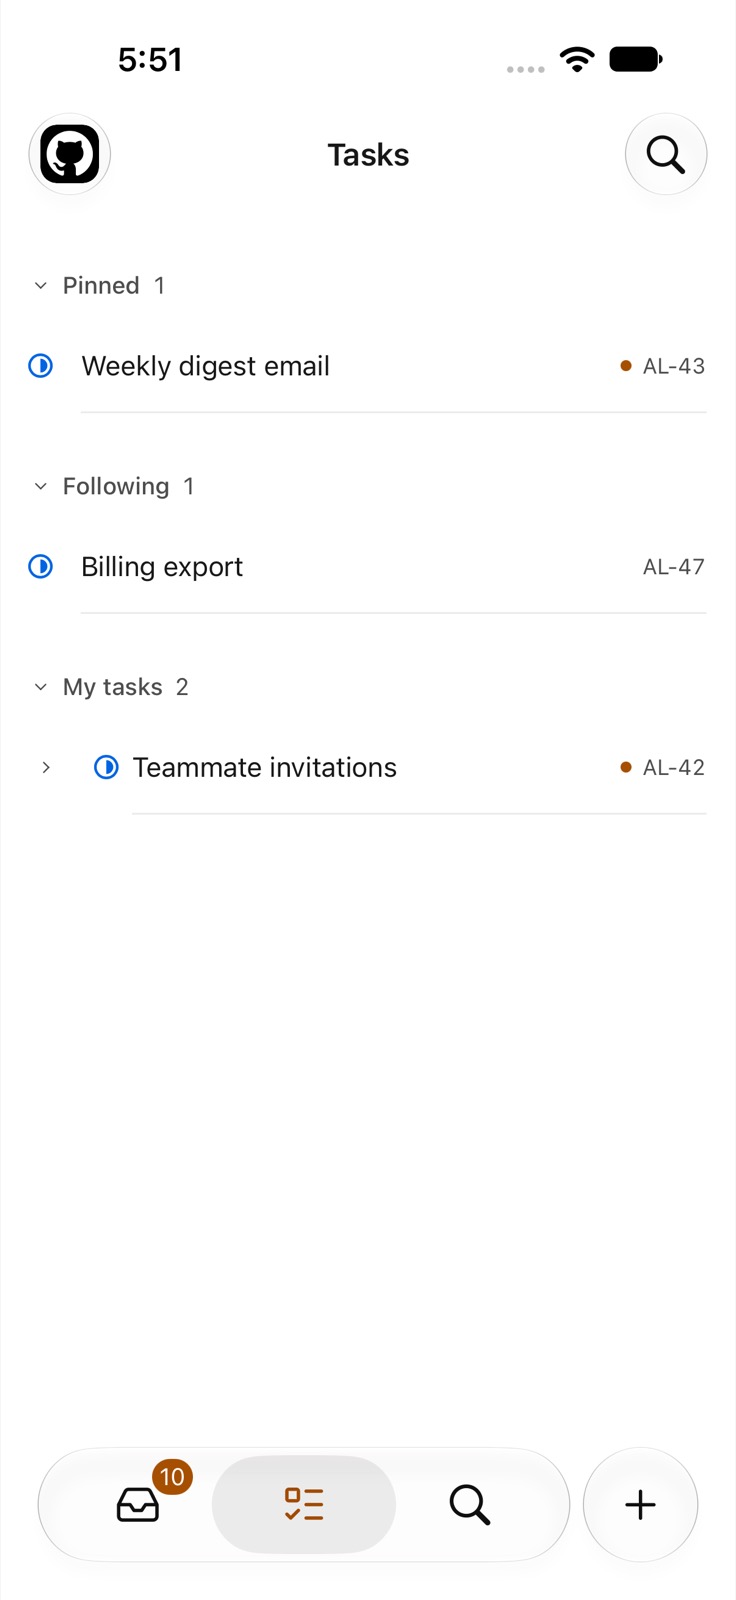 5:51
Tasks
Pinned 1
Weekly digest email AL-43
Following 1
Billing export AL-47
My tasks 2
Teammate invitations AL-42
10